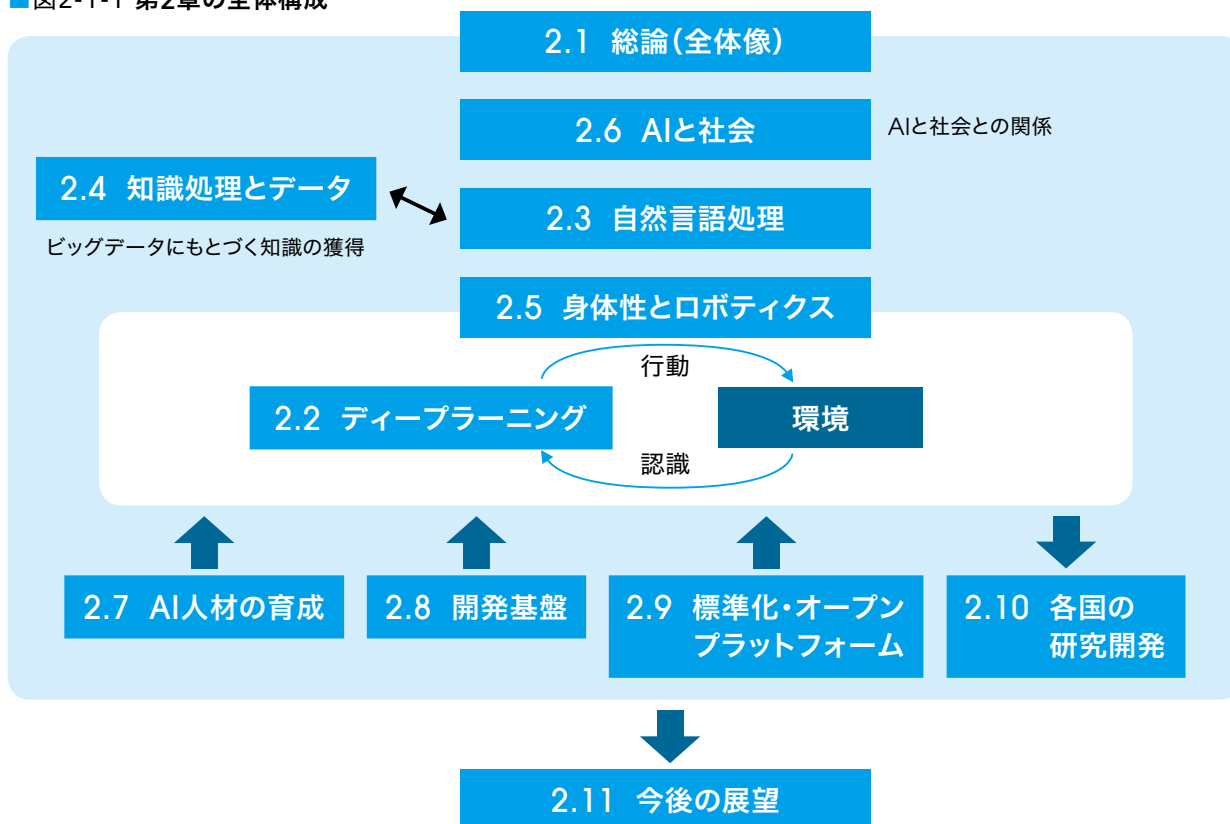 ■図2-1-1 第2章の全体構成
2.1 総論(全体像)
2.6 AIと社会
AIと社会との関係
2.4 知識処理とデータ
ビッグデータにもとづく知識の獲得
2.3 自然言語処理
2.5 身体性とロボティクス
行動
2.2 ディープラーニング
環境
認識
2.7 AI人材の育成
2.8 開発基盤
2.9 標準化・オープン
プラットフォーム
2.10 各国の
研究開発
2.11 今後の展望